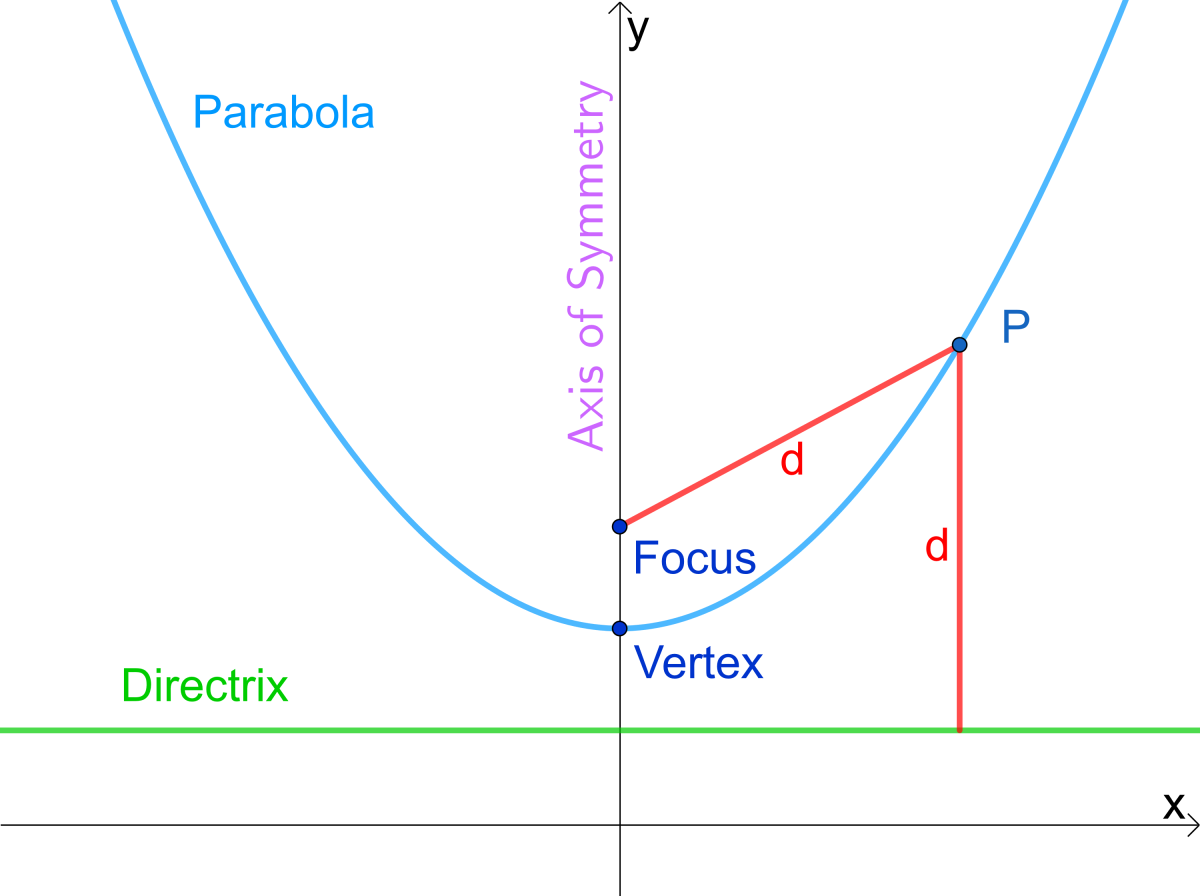 y
Parabola
Axis of Symmetry
P
d
d
Focus
Vertex
Directrix
x